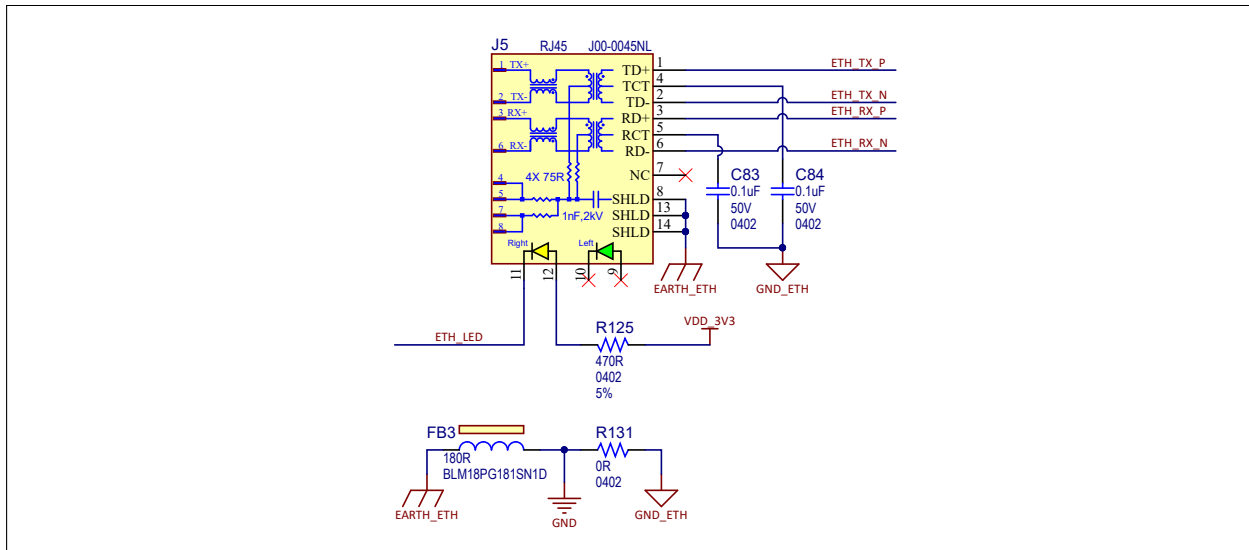 J5 RJ45 J00-0045NL
1 TX+
2 TX-
3 RX+
6 RX-
4
5
7
8
4X 75R
1nF,2kV
TD+ 1 ETH_TX_P
TCT 4
TD- 2 ETH_TX_N
RD+ 3 ETH_RX_P
RCT 5
RD- 6 ETH_RX_N
NC 7
SHLD 8
SHLD 13
SHLD 14
Right
Left
11
12
10
9
C83
0.1uF
50V
0402
C84
0.1uF
50V
0402
EARTH_ETH
GND_ETH
ETH_LED
R125
470R
0402
5%
VDD_3V3
FB3
180R
BLM18PG181SN1D
R131
0R
0402
EARTH_ETH
GND
GND_ETH